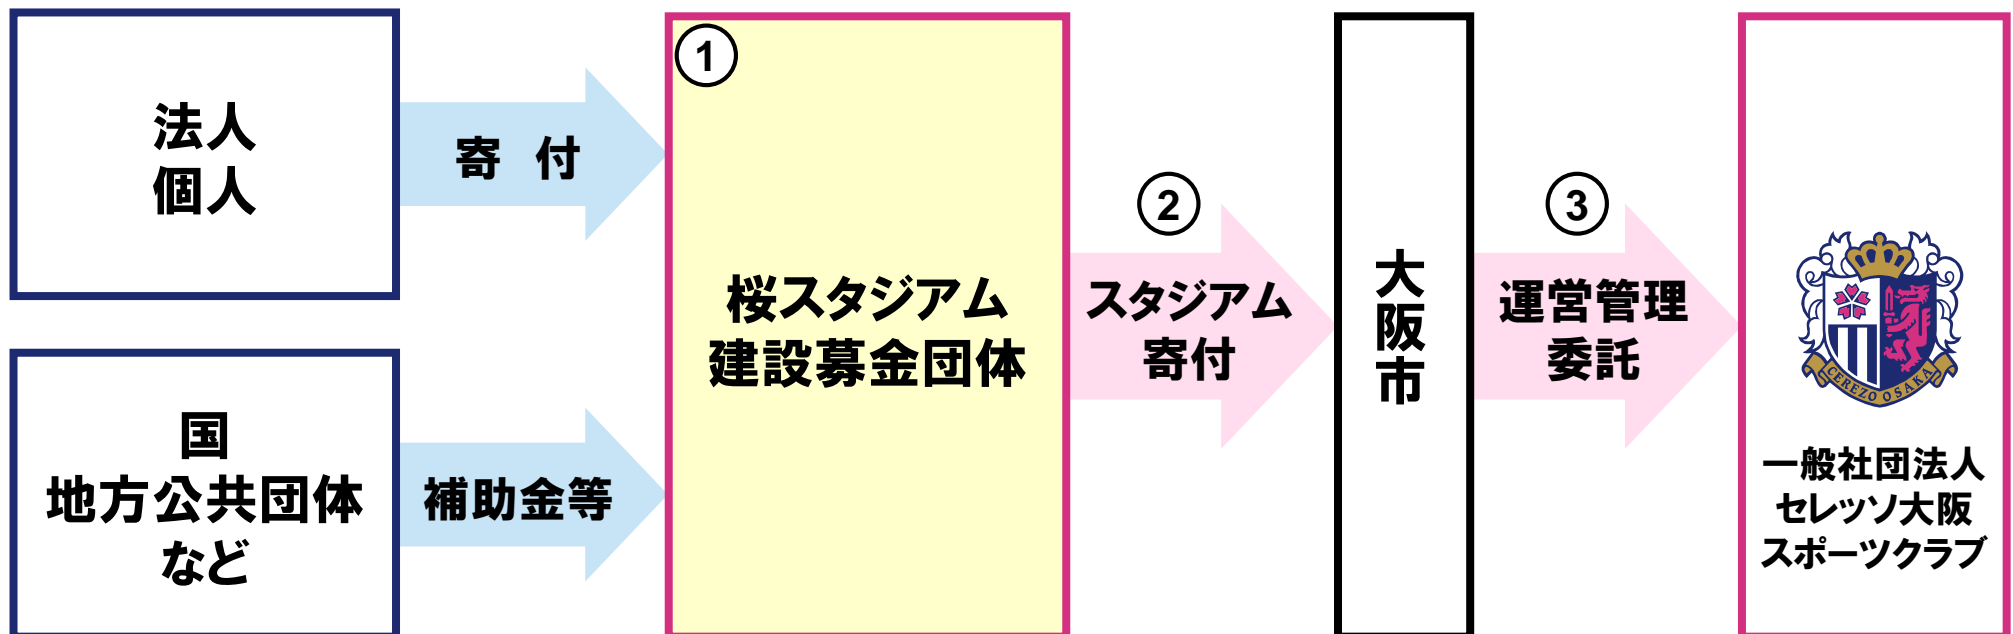 法人
個人
寄 付
国
地方公共団体
など
補助金等
①
桜スタジアム
建設募金団体
②
スタジアム
寄付
大阪市
③
運営管理
委託
CEREZO OSAKA
一般社団法人
セレッソ大阪
スポーツクラブ